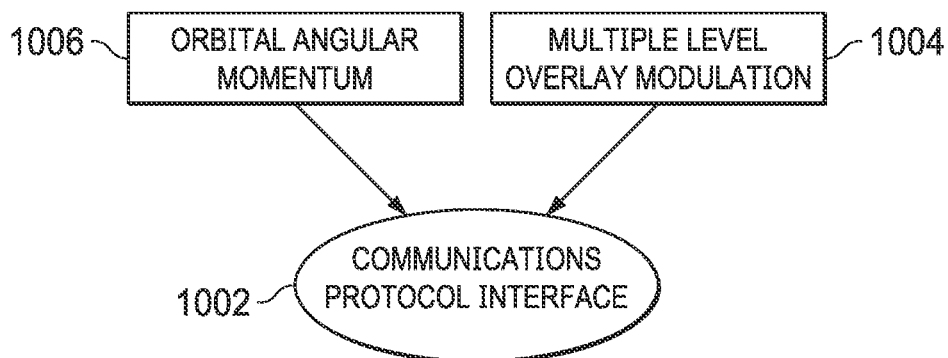 1006
ORBITAL ANGULAR
MOMENTUM
MULTIPLE LEVEL
OVERLAY MODULATION
1004
COMMUNICATIONS
PROTOCOL INTERFACE
1002